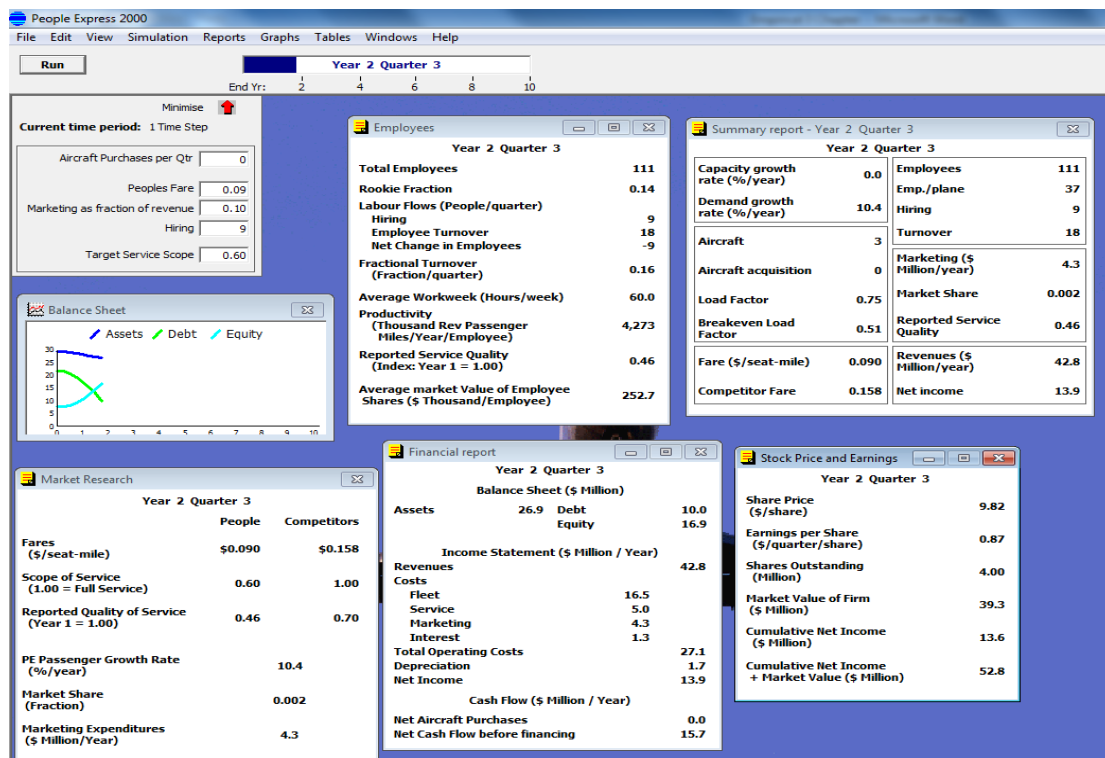 People Express 2000
File Edit View Simulation Reports Graphs Tables Windows Help
Run
Year 2 Quarter 3
End Yr: 2 4 6 8 10
Minimise
Current time period: 1 Time Step
Aircraft Purchases per Qtr 0
Peoples Fare 0.09
Marketing as fraction of revenue 0.10
Hiring 9
Target Service Scope 0.60
Balance Sheet
Assets Debt Equity
30
25
20
15
10
5
0
0 1 2 3 4 5 6 7 8 9 10
Employees
Year 2 Quarter 3
Total Employees 111
Rookie Fraction 0.14
Labour Flows (People/quarter)
Hiring 9
Employee Turnover 18
Net Change in Employees -9
Fractional Turnover
(Fraction/quarter) 0.16
Average Workweek (Hours/week) 60.0
Productivity
(Thousand Rev Passenger
Miles/Year/Employee) 4,273
Reported Service Quality
(Index: Year 1 = 1.00) 0.46
Average market Value of Employee
Shares ($ Thousand/Employee) 252.7
Summary report - Year 2 Quarter 3
Year 2 Quarter 3
Capacity growth
rate (%/year) 0.0
Demand growth
rate (%/year) 10.4
Aircraft 3
Aircraft acquisition 0
Load Factor 0.75
Breakeven Load
Factor 0.51
Fare ($/seat-mile) 0.090
Competitor Fare 0.158
Employees 111
Emp./plane 37
Hiring 9
Turnover 18
Marketing ($
Million/year) 4.3
Market Share 0.002
Reported Service
Quality 0.46
Revenues ($
Million/year) 42.8
Net income 13.9
Market Research
Year 2 Quarter 3
People Competitors
Fares
($/seat-mile) $0.090 $0.158
Scope of Service
(1.00 = Full Service) 0.60 1.00
Reported Quality of Service
(Year 1 = 1.00) 0.46 0.70
PE Passenger Growth Rate
(%/year) 10.4
Market Share
(Fraction) 0.002
Marketing Expenditures
($ Million/Year) 4.3
Financial report
Year 2 Quarter 3
Balance Sheet ($ Million)
Assets 26.9 Debt 10.0
Equity 16.9
Income Statement ($ Million / Year)
Revenues 42.8
Costs
Fleet 16.5
Service 5.0
Marketing 4.3
Interest 1.3
Total Operating Costs 27.1
Depreciation 1.7
Net Income 13.9
Cash Flow ($ Million / Year)
Net Aircraft Purchases 0.0
Net Cash Flow before financing 15.7
Stock Price and Earnings
Year 2 Quarter 3
Share Price
($/share) 9.82
Earnings per Share
($/quarter/share) 0.87
Shares Outstanding
(Million) 4.00
Market Value of Firm
($ Million) 39.3
Cumulative Net Income
($ Million) 13.6
Cumulative Net Income
+ Market Value ($ Million) 52.8